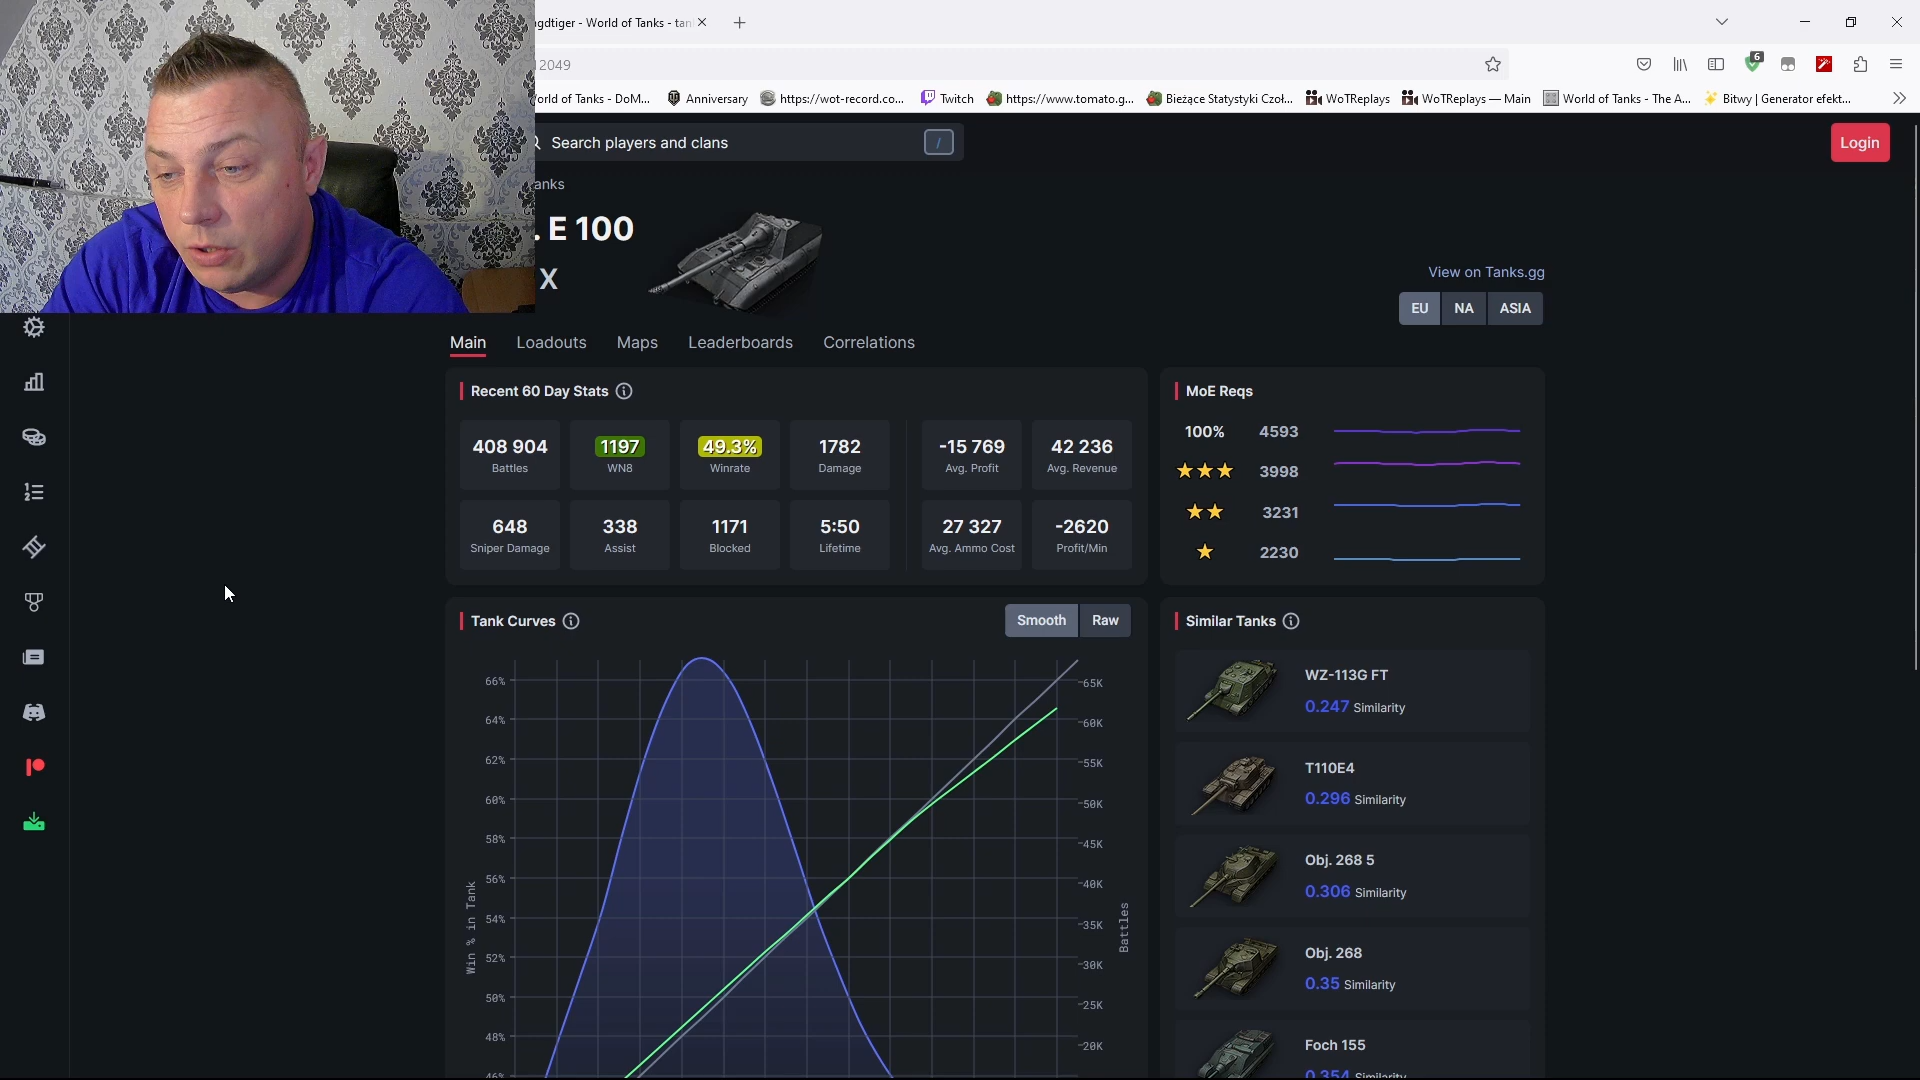 agdtiger - World of Tanks - tan
2049
orld of Tanks - DoM...
Anniversary
https://wot-record.co...
Twitch
https://www.tomato.g...
Bieżące Statystyki Czoł...
WoTReplays
WoTReplays — Main
World of Tanks - The A...
Bitwy | Generator efekt...
6
Search players and clans
/
Login
anks
. E 100
X
View on Tanks.gg
EU
NA
ASIA
Main
Loadouts
Maps
Leaderboards
Correlations
Recent 60 Day Stats
408 904
Battles
1197
WN8
49.3%
Winrate
1782
Damage
-15 769
Avg. Profit
42 236
Avg. Revenue
648
Sniper Damage
338
Assist
1171
Blocked
5:50
Lifetime
27 327
Avg. Ammo Cost
-2620
Profit/Min
MoE Reqs
100% 4593
3998
3231
2230
Tank Curves
Smooth
Raw
66%
64%
62%
60%
58%
56%
54%
52%
50%
48%
46%
Win % in Tank
65K
60K
55K
50K
45K
40K
35K
30K
25K
20K
Battles
Similar Tanks
WZ-113G FT
0.247 Similarity
T110E4
0.296 Similarity
Obj. 268 5
0.306 Similarity
Obj. 268
0.35 Similarity
Foch 155
0.354 Similarity